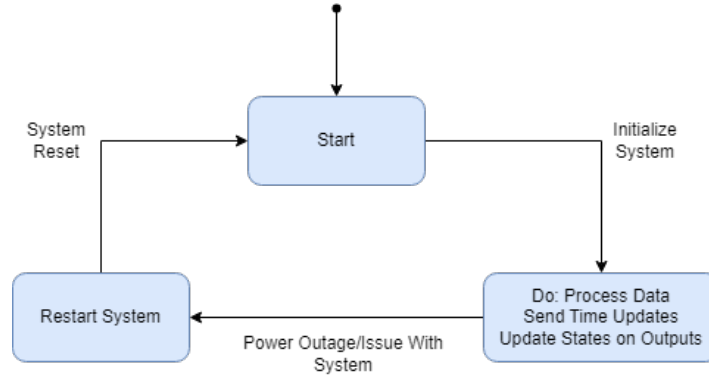 System
Reset
Start
Initialize
System
Restart System
Do: Process Data
Send Time Updates
Update States on Outputs
Power Outage/Issue With
System